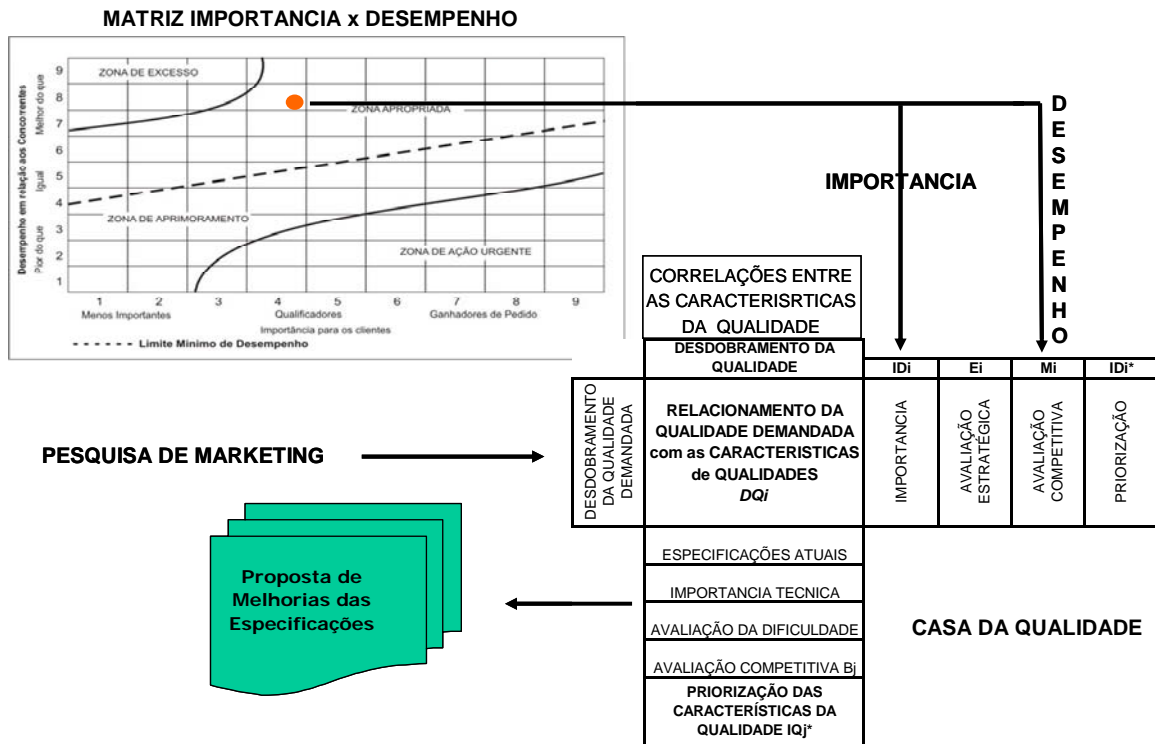 MATRIZ IMPORTANCIA x DESEMPENHO
Desempenho em relação aos Concorrentes
Pior do que
Igual
Melhor do que
9
8
7
6
5
4
3
2
1
ZONA DE EXCESSO
ZONA APROPRIADA
ZONA DE APRIMORAMENTO
ZONA DE AÇÃO URGENTE
1 2 3 4 5 6 7 8 9
Menos Importantes
Qualificadores
Ganhadores de Pedido
Importância para os clientes
Limite Mínimo de Desempenho
IMPORTANCIA
DESEMPENHO
CORRELAÇÕES ENTRE
AS CARACTERISRTICAS
DA QUALIDADE
DESDOBRAMENTO DA
QUALIDADE
IDi
Ei
Mi
IDi*
PESQUISA DE MARKETING
DESDOBRAMENTO
DA QUALIDADE
DEMANDADA
RELACIONAMENTO DA
QUALIDADE DEMANDADA
com as CARACTERISTICAS
de QUALIDADES
DQi
IMPORTANCIA
AVALIAÇÃO
ESTRATÉGICA
AVALIAÇÃO
COMPETITIVA
PRIORIZAÇÃO
Proposta de
Melhorias das
Especificações
ESPECIFICAÇÕES ATUAIS
IMPORTANCIA TECNICA
AVALIAÇÃO DA DIFICULDADE
AVALIAÇÃO COMPETITIVA Bj
PRIORIZAÇÃO DAS
CARACTERÍSTICAS DA
QUALIDADE IQj*
CASA DA QUALIDADE